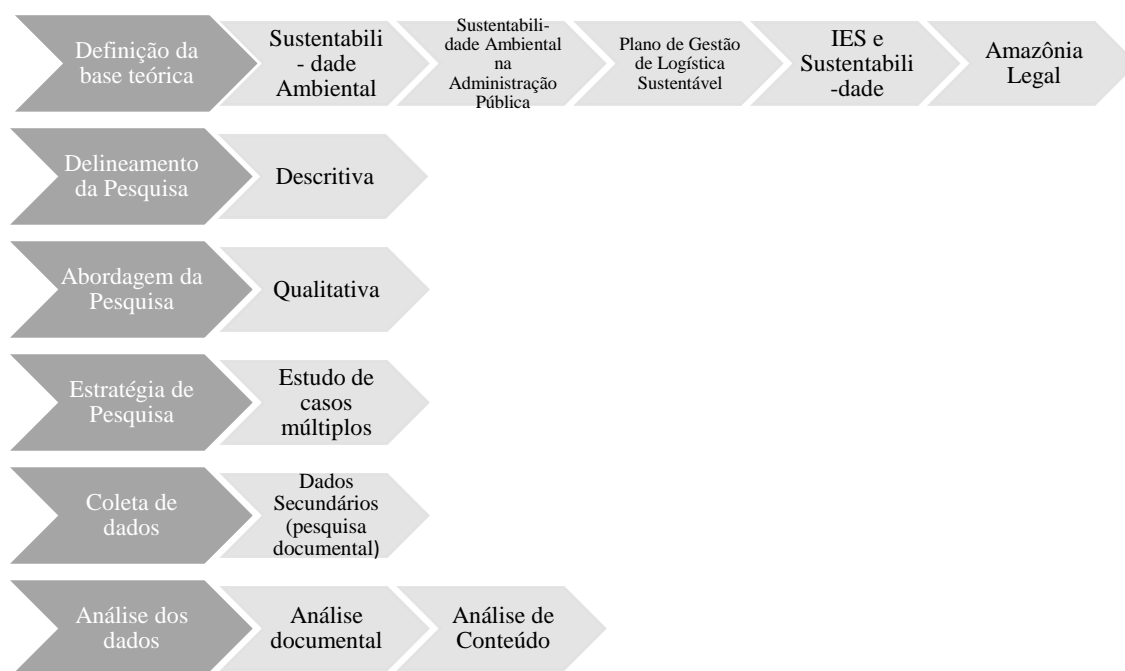 Definição da
base teórica
Sustentabili
- dade
Ambiental
Sustentabili-
dade Ambiental
na
Administração
Pública
Plano de Gestão
de Logística
Sustentável
IES e
Sustentabili
-dade
Amazônia
Legal
Delineamento
da Pesquisa
Descritiva
Abordagem da
Pesquisa
Qualitativa
Estratégia de
Pesquisa
Estudo de
casos
múltiplos
Coleta de
dados
Dados
Secundários
(pesquisa
documental)
Análise dos
dados
Análise
documental
Análise de
Conteúdo